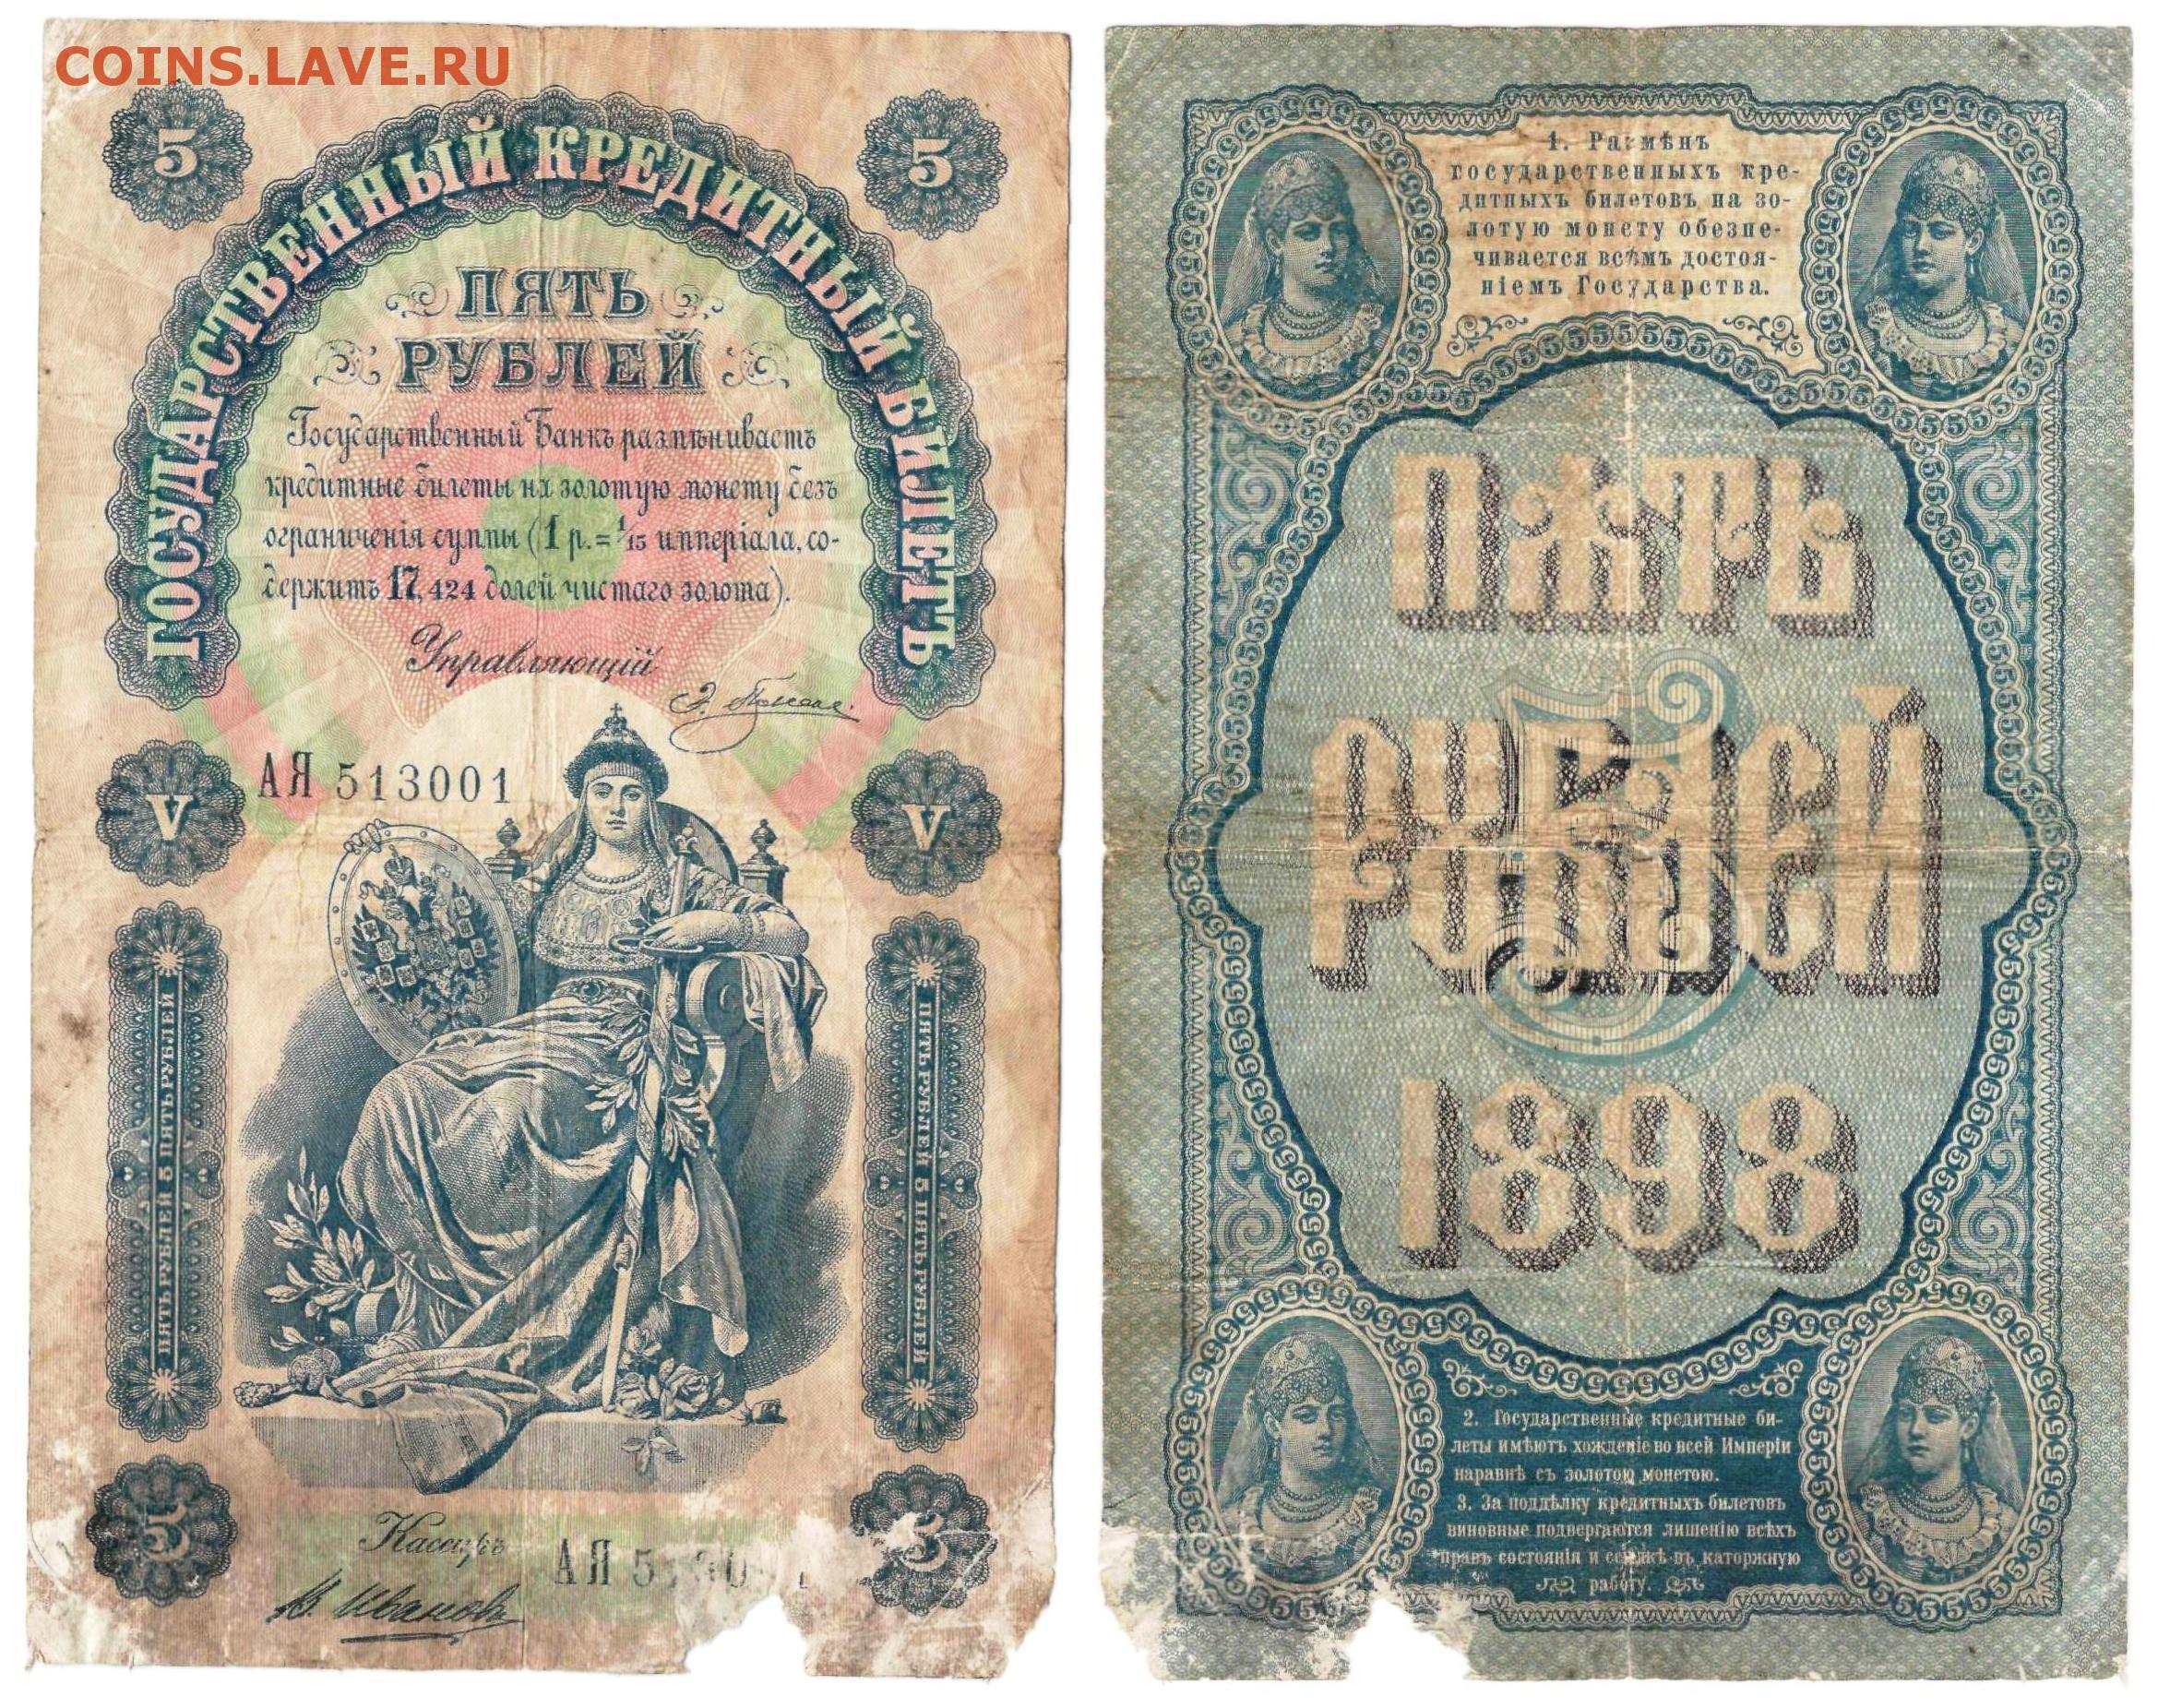 COINS.LAVE.RU
5 5
ГОСУДАРСТВЕННЫЙ КРЕДИТНЫЙ БИЛЕТЪ
ПЯТЬ
РУБЛЕЙ
Государственный Банкъ размѣниваетъ
кредитные билеты на золотую монету безъ
ограниченія суммы (1 р. = 1/15 имперіала, со-
держитъ 17,424 долей чистаго золота).
Управляющій
АЯ 513001
V V
ПЯТЬ РУБЛЕЙ 5 ПЯТЬ РУБЛЕЙ
ПЯТЬ РУБЛЕЙ 5 ПЯТЬ РУБЛЕЙ
5 5
Кассиръ
В. Ивановъ
АЯ
1. Размѣнъ
государственныхъ кре-
дитныхъ билетовъ на зо-
лотую монету обезпе-
чивается всѣмъ достоя-
ніемъ Государства.
ПЯТЬ
РУБЛЕЙ
5
1898
2. Государственные кредитные би-
леты имѣютъ хожденіе во всей Имперіи
наравнѣ съ золотою монетою.
3. За поддѣлку кредитныхъ билетовъ
виновные подвергаются лишенію всѣхъ
правъ состоянія и ссылкѣ въ каторжную
работу.